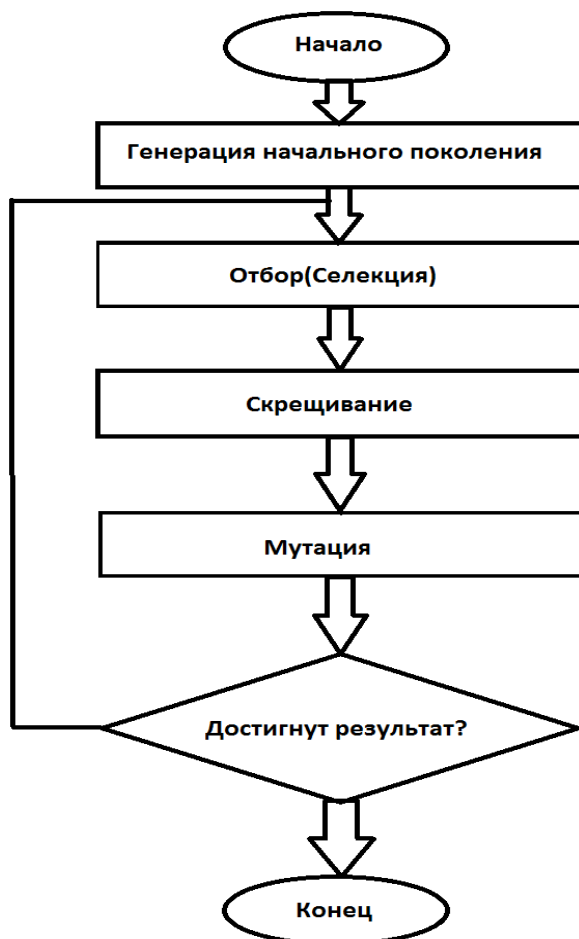 Начало
Генерация начального поколения
Отбор(Селекция)
Скрещивание
Мутация
Достигнут результат?
Конец